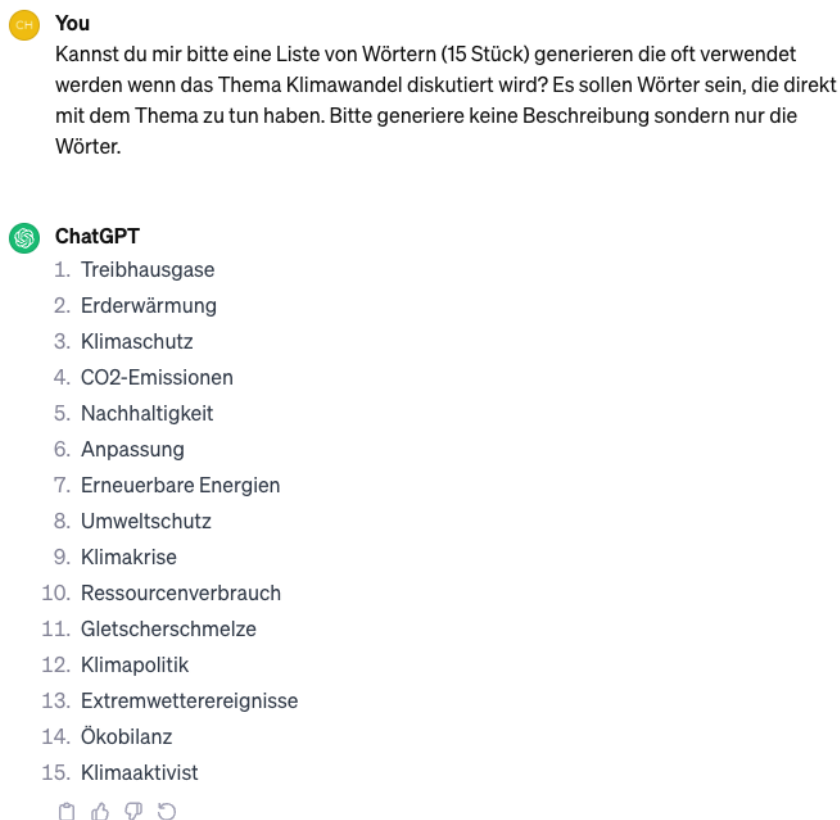 CH
You
Kannst du mir bitte eine Liste von Wörtern (15 Stück) generieren die oft verwendet
werden wenn das Thema Klimawandel diskutiert wird? Es sollen Wörter sein, die direkt
mit dem Thema zu tun haben. Bitte generiere keine Beschreibung sondern nur die
Wörter.
ChatGPT
1. Treibhausgase
2. Erderwärmung
3. Klimaschutz
4. CO2-Emissionen
5. Nachhaltigkeit
6. Anpassung
7. Erneuerbare Energien
8. Umweltschutz
9. Klimakrise
10. Ressourcenverbrauch
11. Gletscherschmelze
12. Klimapolitik
13. Extremwetterereignisse
14. Ökobilanz
15. Klimaaktivist